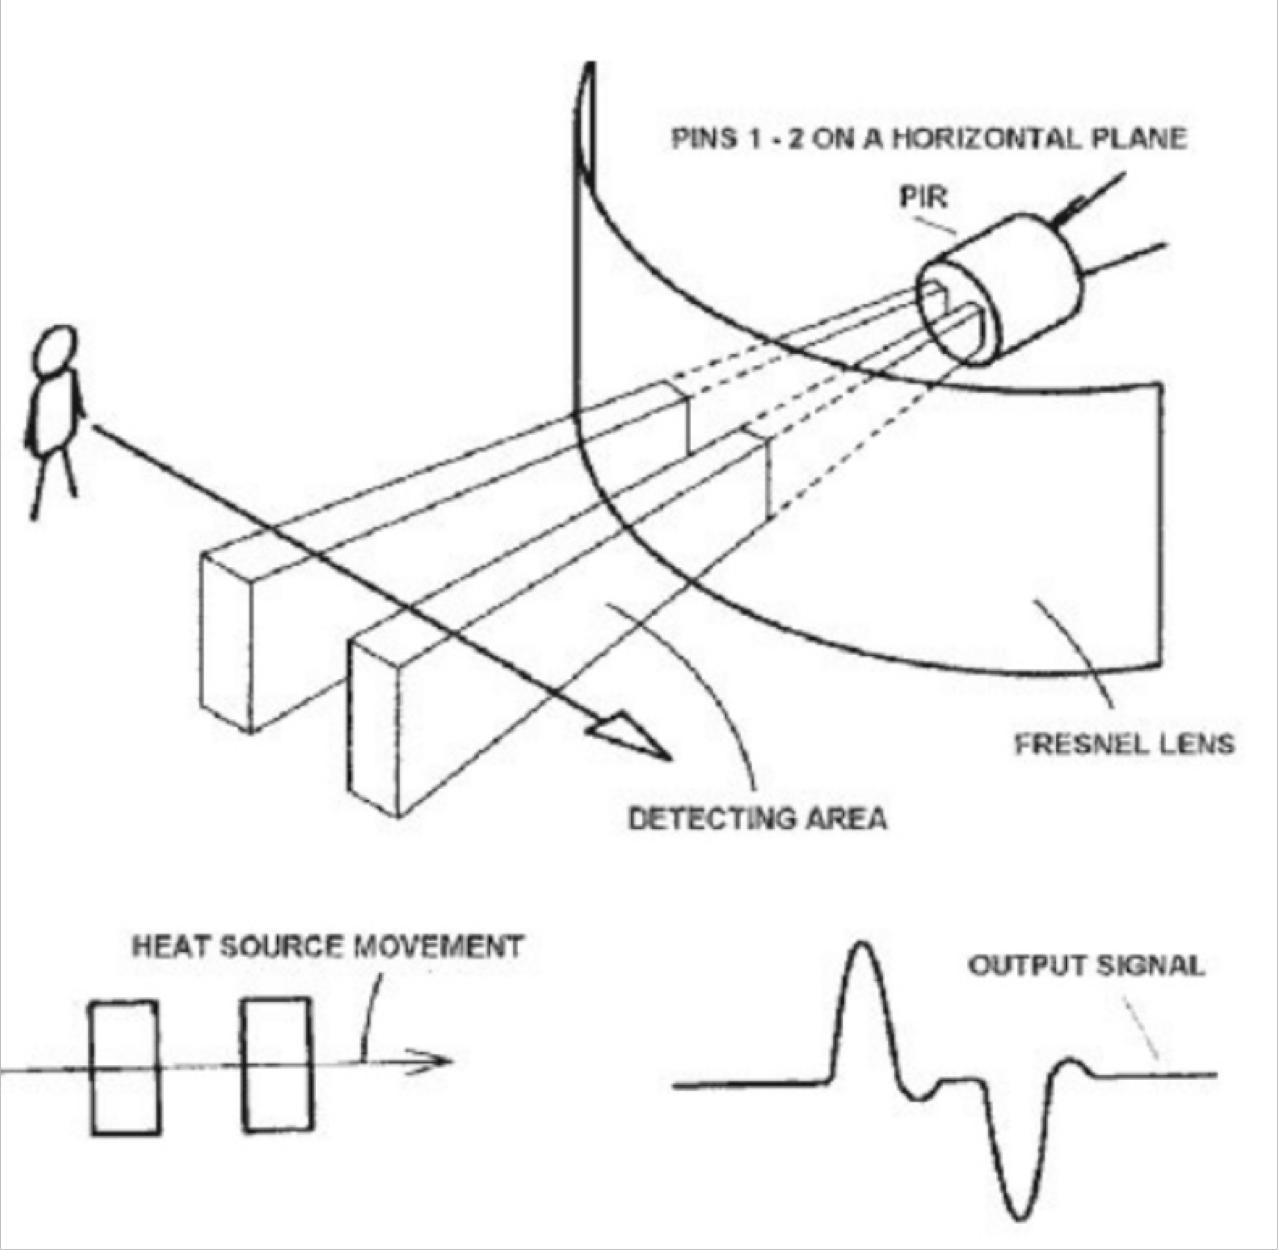 PINS 1 - 2 ON A HORIZONTAL PLANE
PIR
FRESNEL LENS
DETECTING AREA
HEAT SOURCE MOVEMENT
OUTPUT SIGNAL